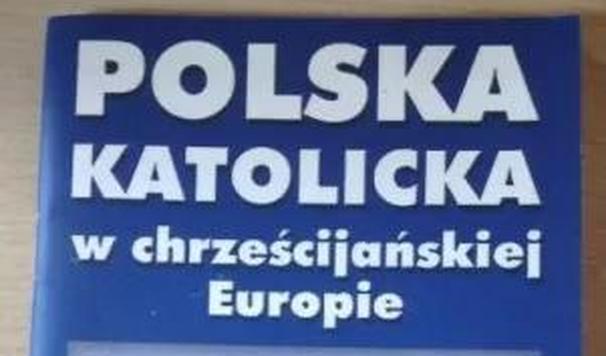 POLSKA
KATOLICKA
w chrześcijańskiej
Europie